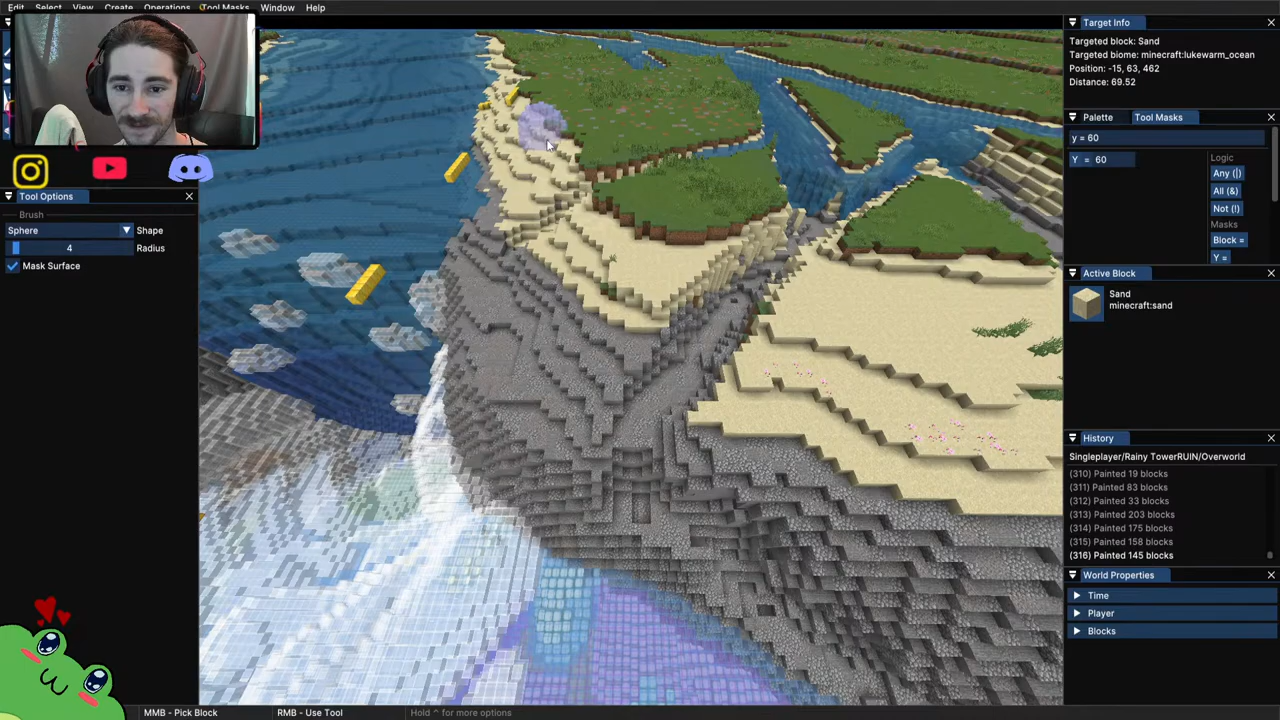 Edit Select View Create Operations Tool Masks Window Help
Tool Options
Brush
Sphere Shape
4 Radius
Mask Surface
Target Info
Targeted block: Sand
Targeted biome: minecraft:lukewarm_ocean
Position: -15, 63, 462
Distance: 69.52
Palette Tool Masks
y = 60
Y = 60
Logic
Any (|)
All (&)
Not (!)
Masks
Block =
Y =
Active Block
Sand
minecraft:sand
History
Singleplayer/Rainy TowerRUIN/Overworld
(310) Painted 19 blocks
(311) Painted 83 blocks
(312) Painted 33 blocks
(313) Painted 203 blocks
(314) Painted 175 blocks
(315) Painted 158 blocks
(316) Painted 145 blocks
World Properties
Time
Player
Blocks
MMB - Pick Block RMB - Use Tool Hold ^ for more options